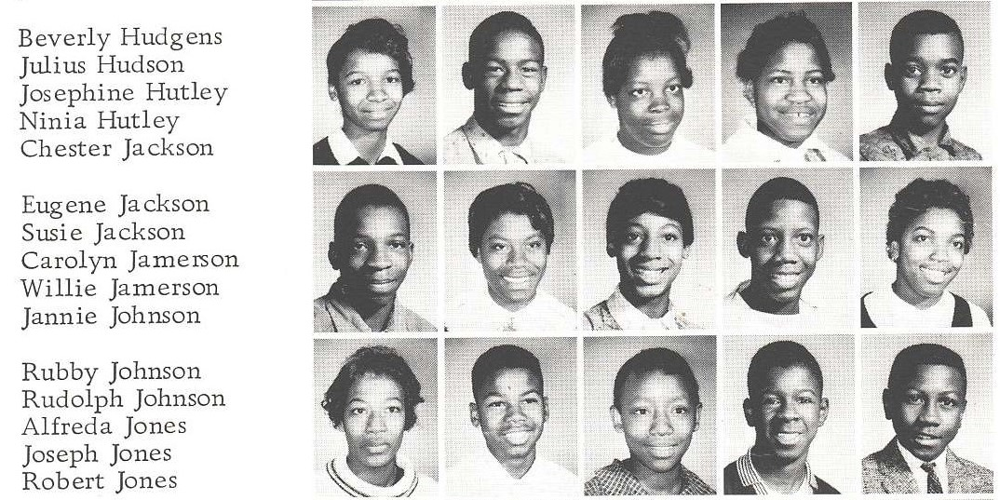 Beverly Hudgens
Julius Hudson
Josephine Hutley
Ninia Hutley
Chester Jackson
Eugene Jackson
Susie Jackson
Carolyn Jamerson
Willie Jamerson
Jannie Johnson
Rubby Johnson
Rudolph Johnson
Alfreda Jones
Joseph Jones
Robert Jones